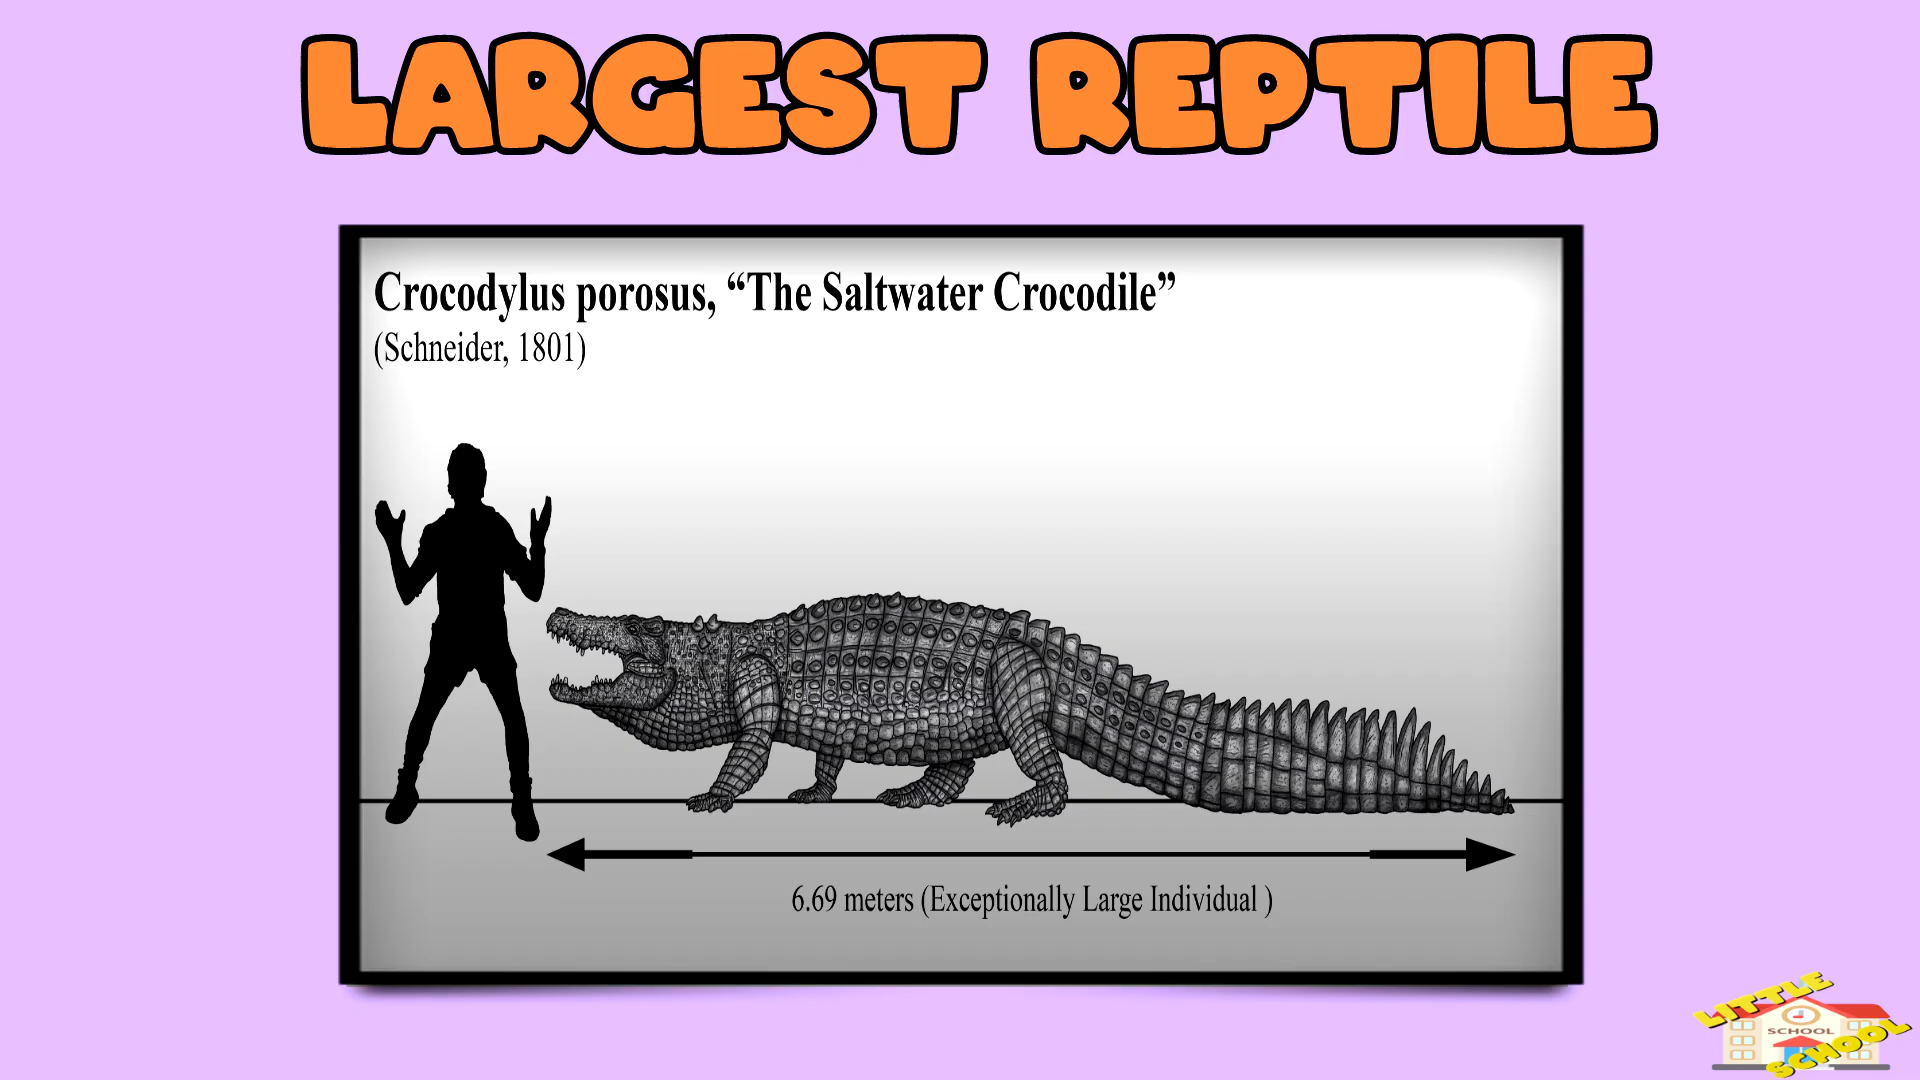 LARGEST REPTILE
Crocodylus porosus, “The Saltwater Crocodile”
(Schneider, 1801)
6.69 meters (Exceptionally Large Individual )
LITTLE
SCHOOL
SCHOOL